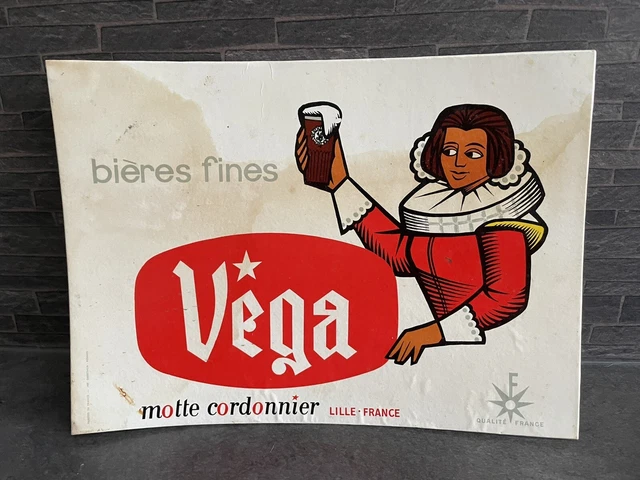 bières fines
Véga
motte cordonnier LILLE · FRANCE
F
QUALITÉ FRANCE